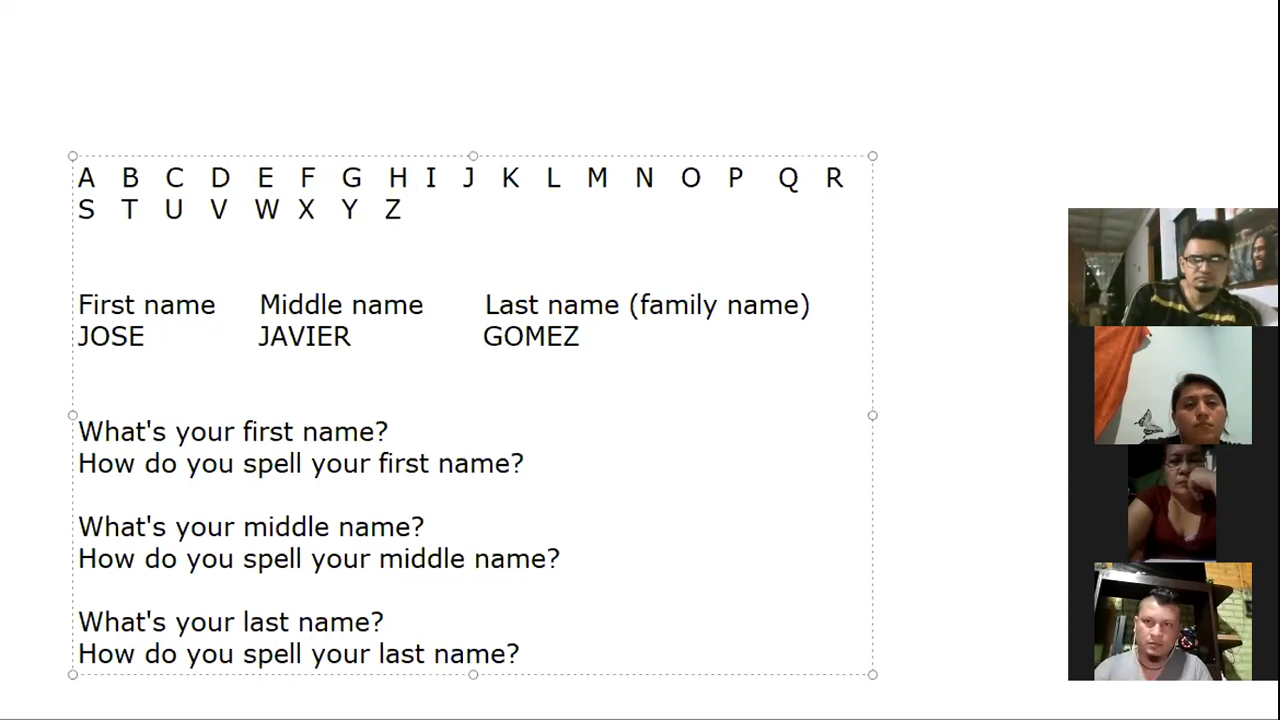 A B C D E F G H I J K L M N O P Q R
S T U V W X Y Z
First name Middle name Last name (family name)
JOSE JAVIER GOMEZ
What's your first name?
How do you spell your first name?
What's your middle name?
How do you spell your middle name?
What's your last name?
How do you spell your last name?